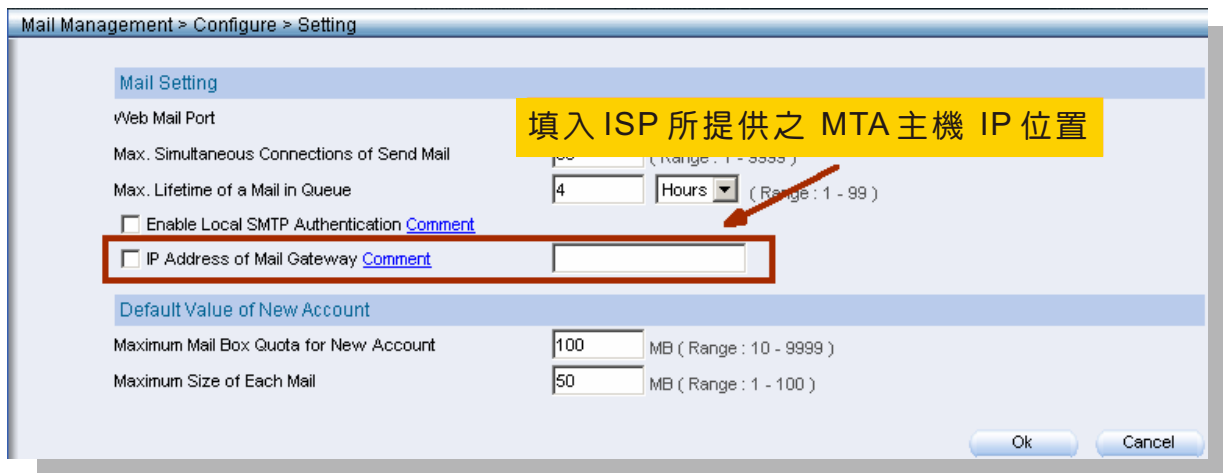 Mail Management > Configure > Setting
Mail Setting
Web Mail Port
填入 ISP 所提供之 MTA 主機 IP 位置
Max. Simultaneous Connections of Send Mail ( Range : 1 - 9999 )
Max. Lifetime of a Mail in Queue 4 Hours ( Range : 1 - 99 )
Enable Local SMTP Authentication Comment
IP Address of Mail Gateway Comment
Default Value of New Account
Maximum Mail Box Quota for New Account 100 MB ( Range : 10 - 9999 )
Maximum Size of Each Mail 50 MB ( Range : 1 - 100 )
Ok Cancel